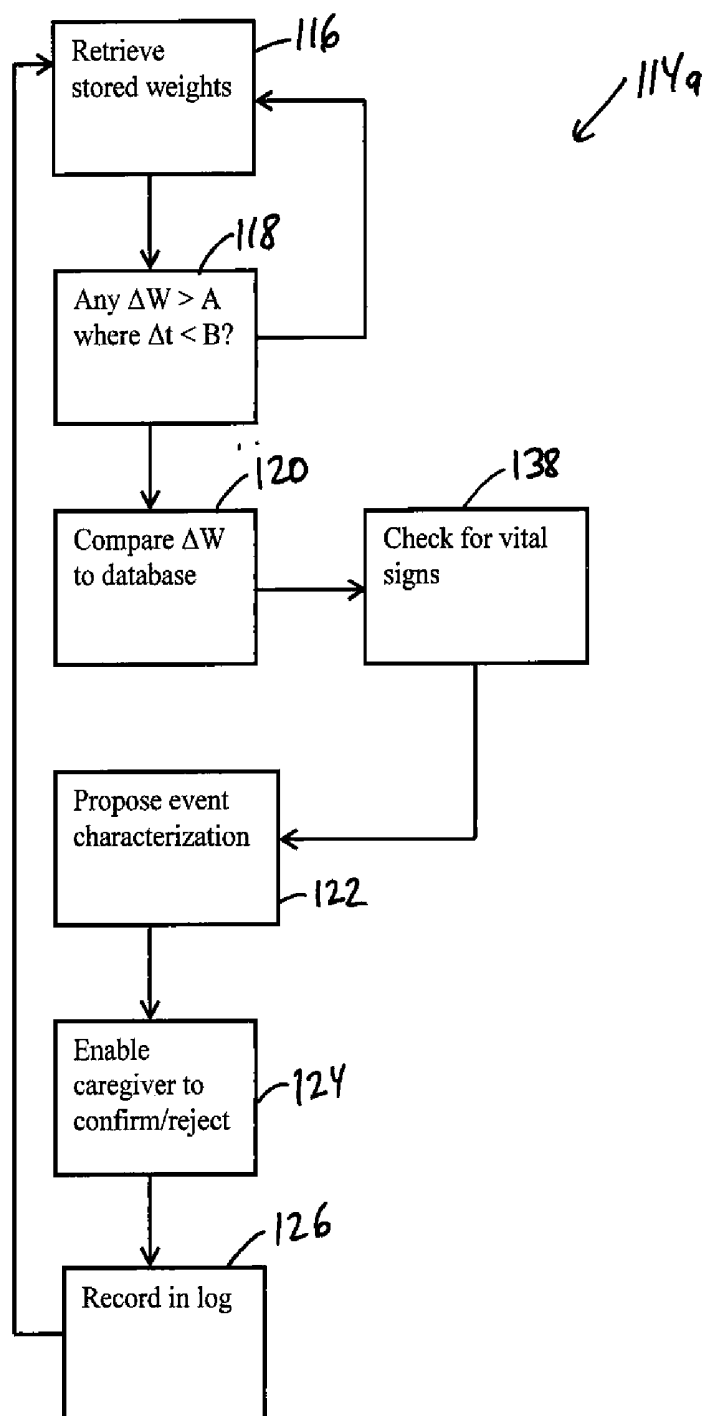 116
Retrieve
stored weights
114a
118
Any ΔW > A
where Δt < B?
120
138
Compare ΔW
to database
Check for vital
signs
Propose event
characterization
122
Enable
caregiver to
confirm/reject
124
126
Record in log